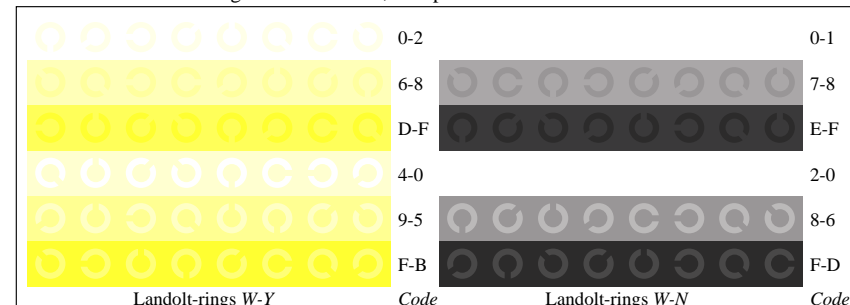 0-2 0-1
6-8 7-8
D-F E-F
4-0 2-0
9-5 8-6
F-B F-D
Landolt-rings W-Y Code Landolt-rings W-N Code